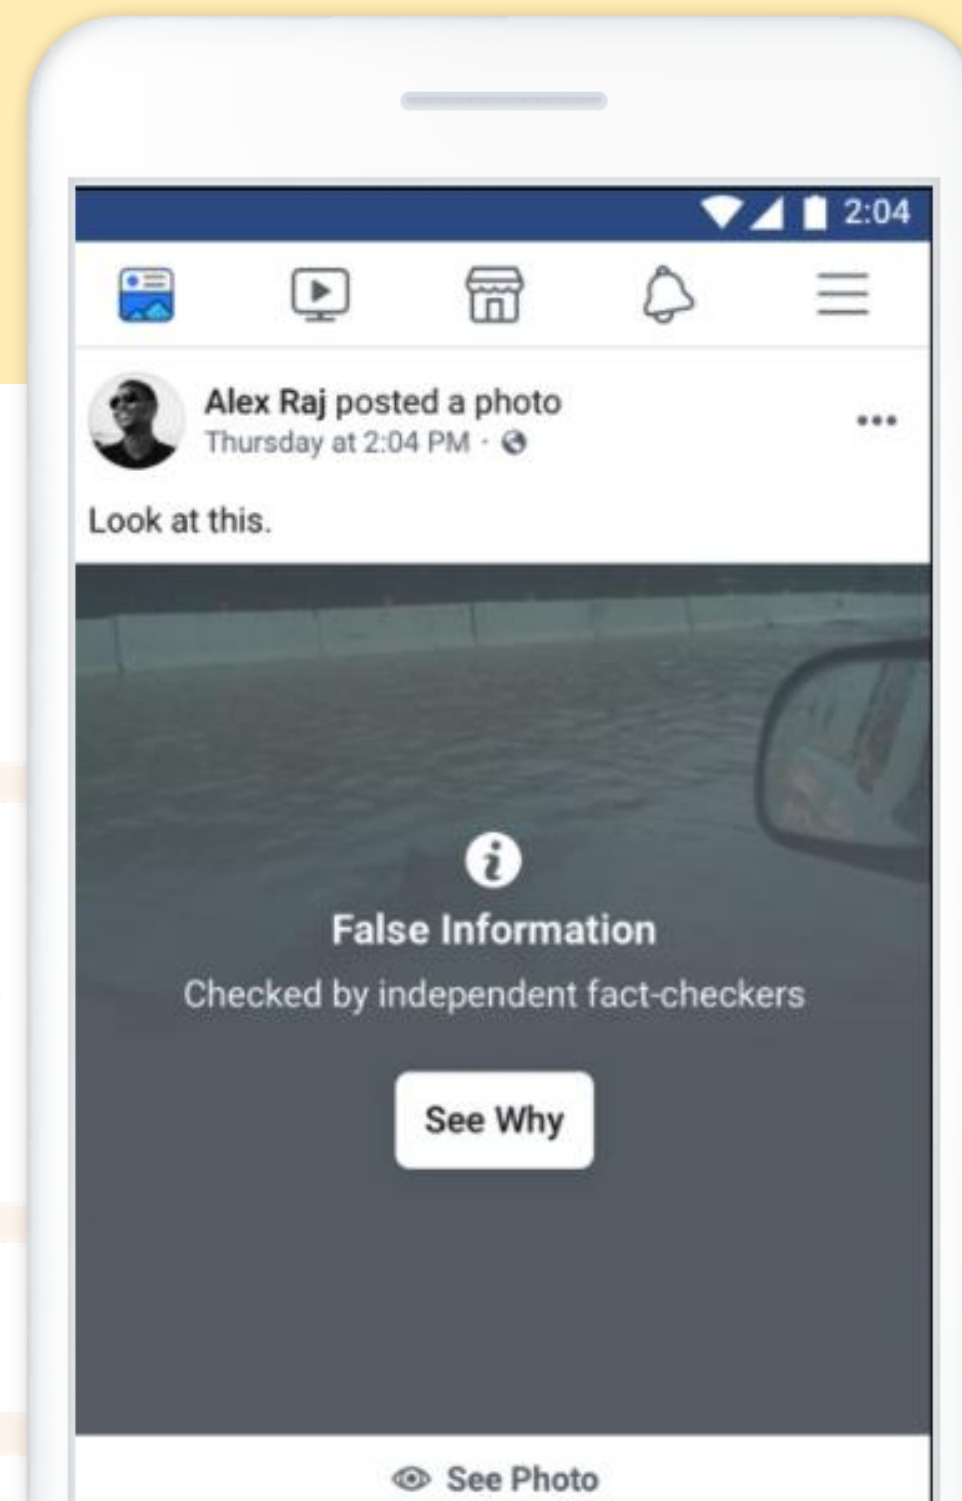 2:04
Alex Raj posted a photo
Thursday at 2:04 PM ·
Look at this.
i
False Information
Checked by independent fact-checkers
See Why
See Photo